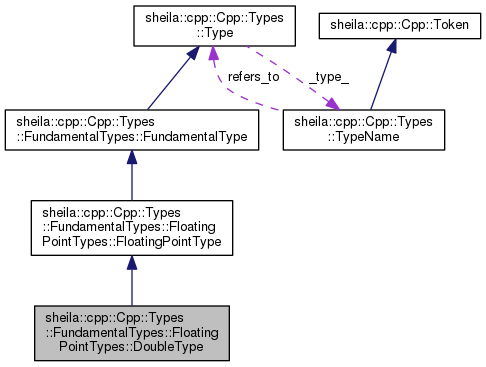 sheila::cpp::Cpp::Types
::Type
sheila::cpp::Cpp::Token
refers_to
_type_
sheila::cpp::Cpp::Types
::FundamentalTypes::FundamentalType
sheila::cpp::Cpp::Types
::TypeName
sheila::cpp::Cpp::Types
::FundamentalTypes::Floating
PointTypes::FloatingPointType
sheila::cpp::Cpp::Types
::FundamentalTypes::Floating
PointTypes::DoubleType